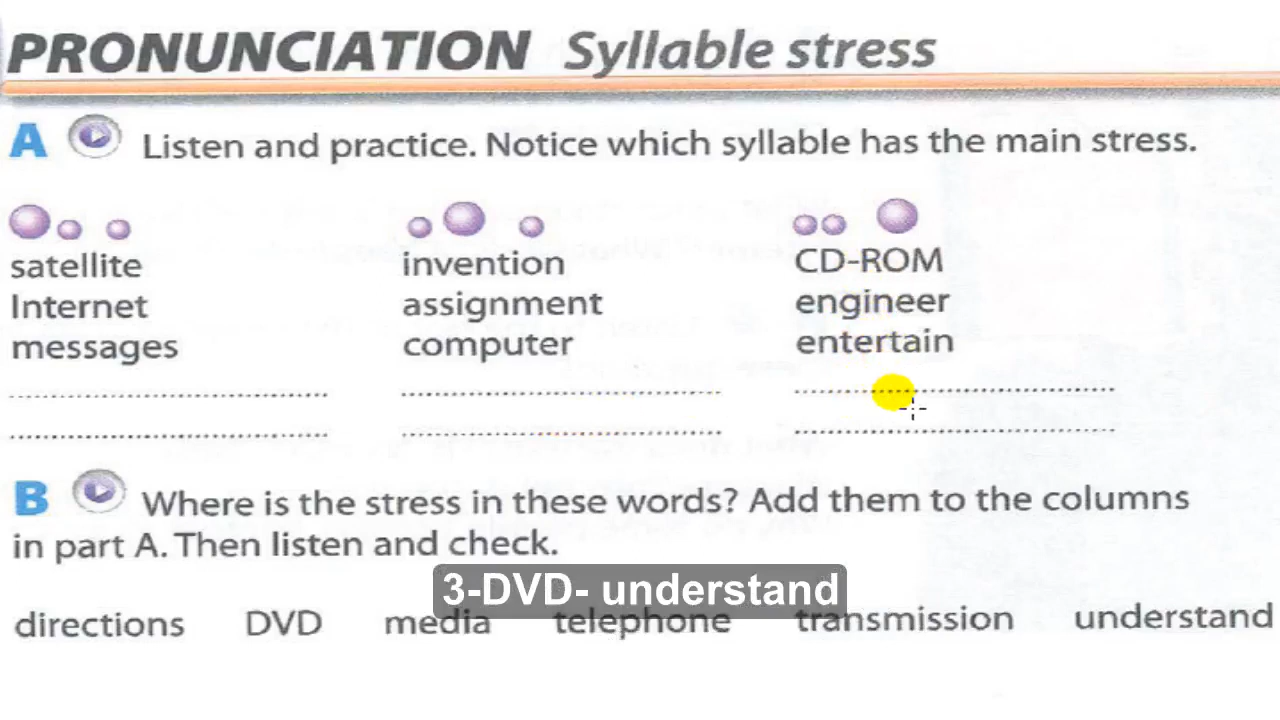 PRONUNCIATION Syllable stress
A Listen and practice. Notice which syllable has the main stress.
satellite invention CD-ROM
Internet assignment engineer
messages computer entertain
B Where is the stress in these words? Add them to the columns
in part A. Then listen and check.
3-DVD- understand
directions DVD media telephone transmission understand